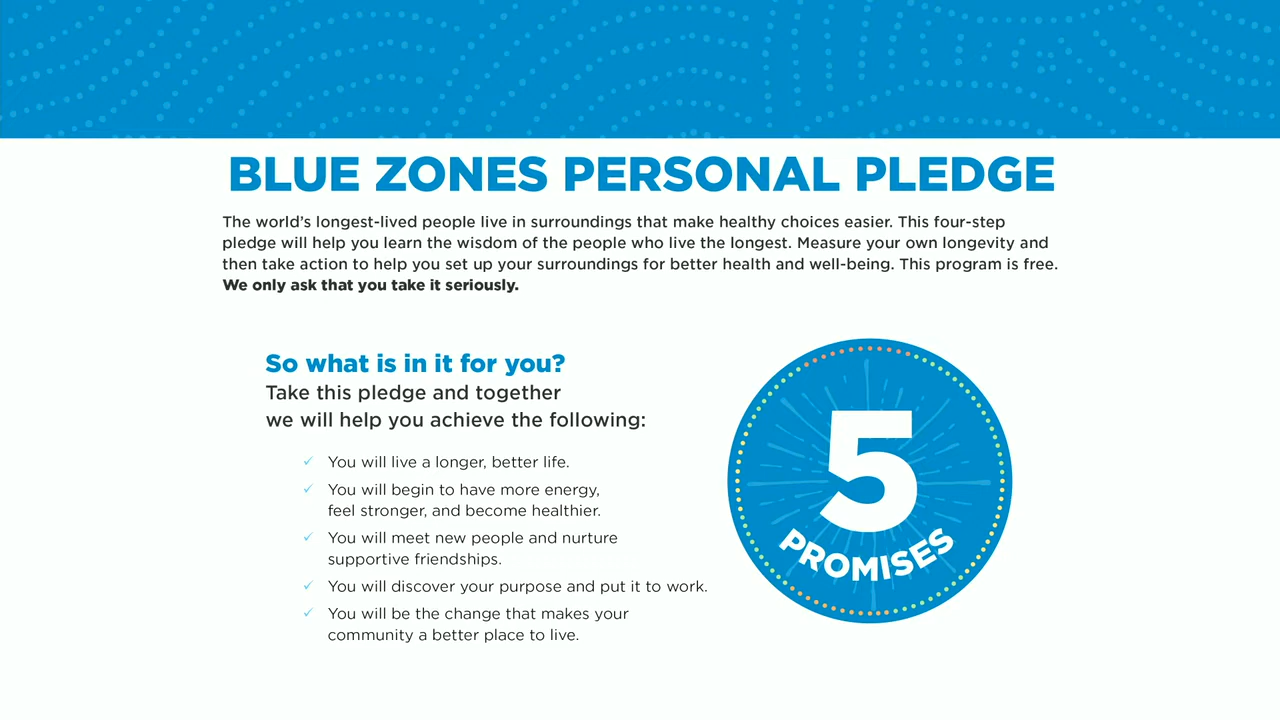 BLUE ZONES PERSONAL PLEDGE
The world's longest-lived people live in surroundings that make healthy choices easier. This four-step
pledge will help you learn the wisdom of the people who live the longest. Measure your own longevity and
then take action to help you set up your surroundings for better health and well-being. This program is free.
We only ask that you take it seriously.
So what is in it for you?
Take this pledge and together
we will help you achieve the following:
✓ You will live a longer, better life.
✓ You will begin to have more energy,
feel stronger, and become healthier.
✓ You will meet new people and nurture
supportive friendships.
✓ You will discover your purpose and put it to work.
✓ You will be the change that makes your
community a better place to live.
5
PROMISES